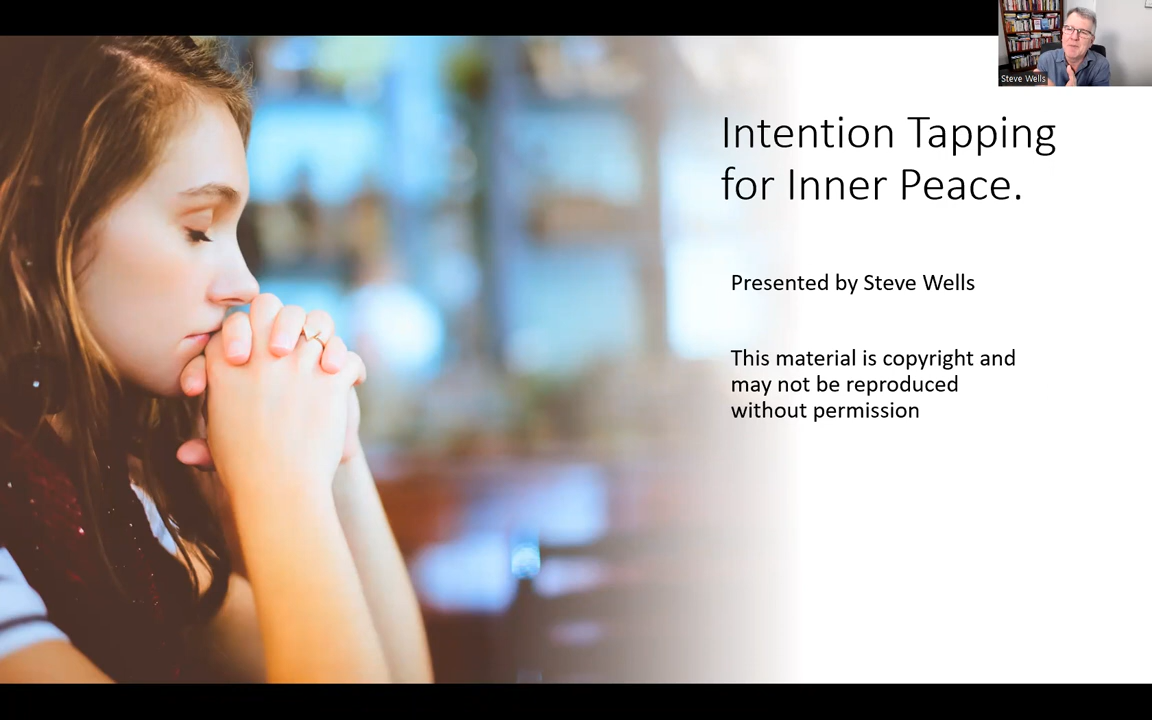 Steve Wells
Intention Tapping
for Inner Peace.
Presented by Steve Wells
This material is copyright and
may not be reproduced
without permission